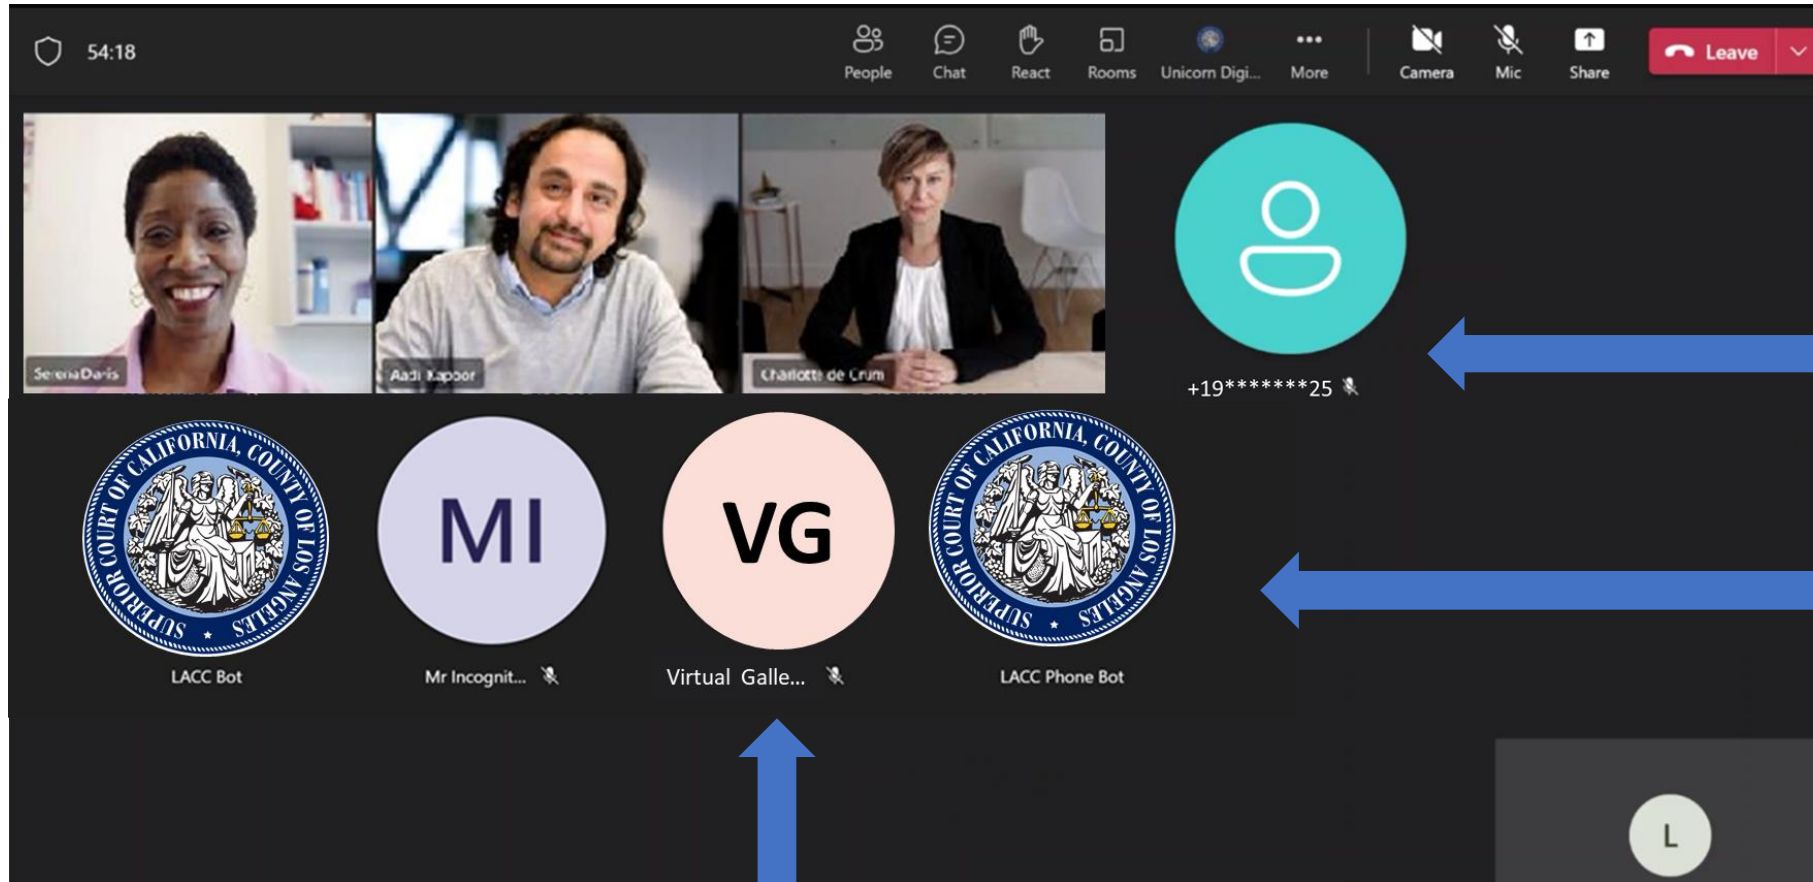 54:18
People
Chat
React
Rooms
Unicorn Digi...
More
Camera
Mic
Share
Leave
Serena Davis
Aadi Kapoor
Charlotte de Crum
+19*******25
SUPERIOR COURT OF CALIFORNIA, COUNTY OF LOS ANGELES
MI
VG
SUPERIOR COURT OF CALIFORNIA, COUNTY OF LOS ANGELES
LACC Bot
Mr Incognit...
Virtual Galle...
LACC Phone Bot
L